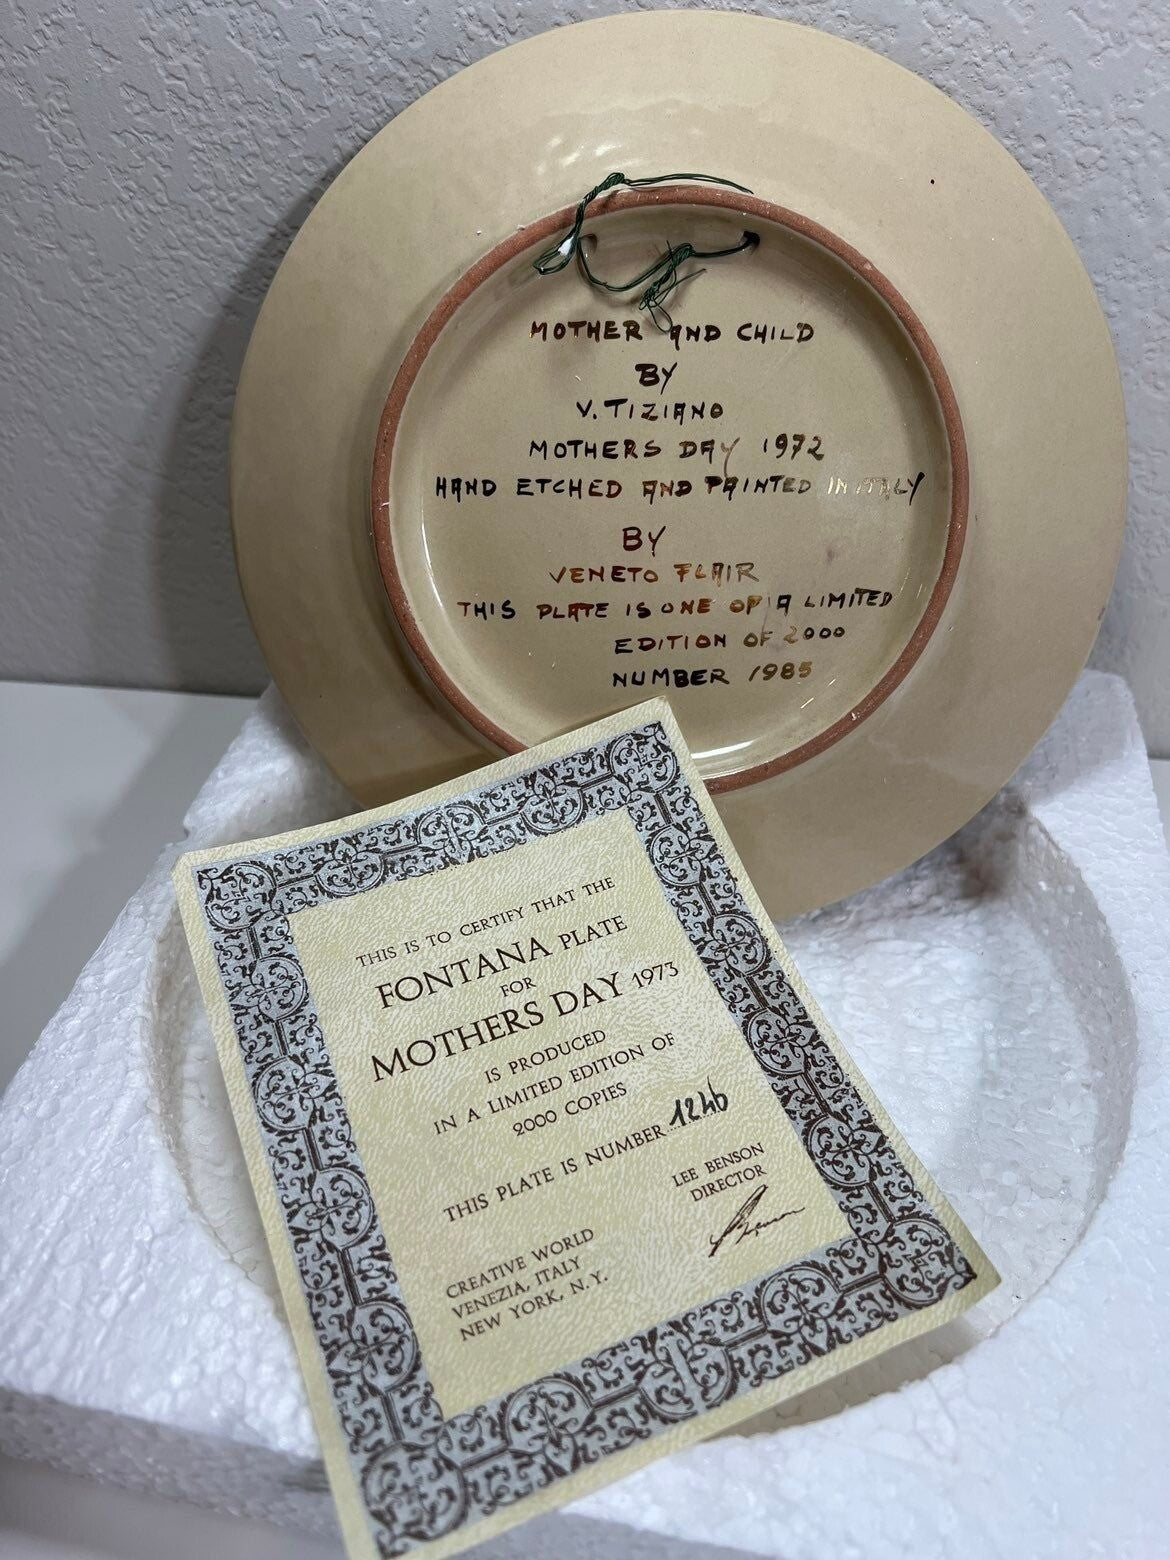 MOTHER AND CHILD
BY
V. TIZIANO
MOTHERS DAY 1972
HAND ETCHED AND PAINTED IN ITALY
BY
VENETO FLAIR
THIS PLATE IS ONE OF A LIMITED
EDITION OF 2000
NUMBER 1985
THIS IS TO CERTIFY THAT THE
FONTANA PLATE
FOR
MOTHERS DAY 1973
IS PRODUCED
IN A LIMITED EDITION OF
2000 COPIES
THIS PLATE IS NUMBER 1246
LEE BENSON
DIRECTOR
CREATIVE WORLD
VENEZIA, ITALY
NEW YORK, N.Y.